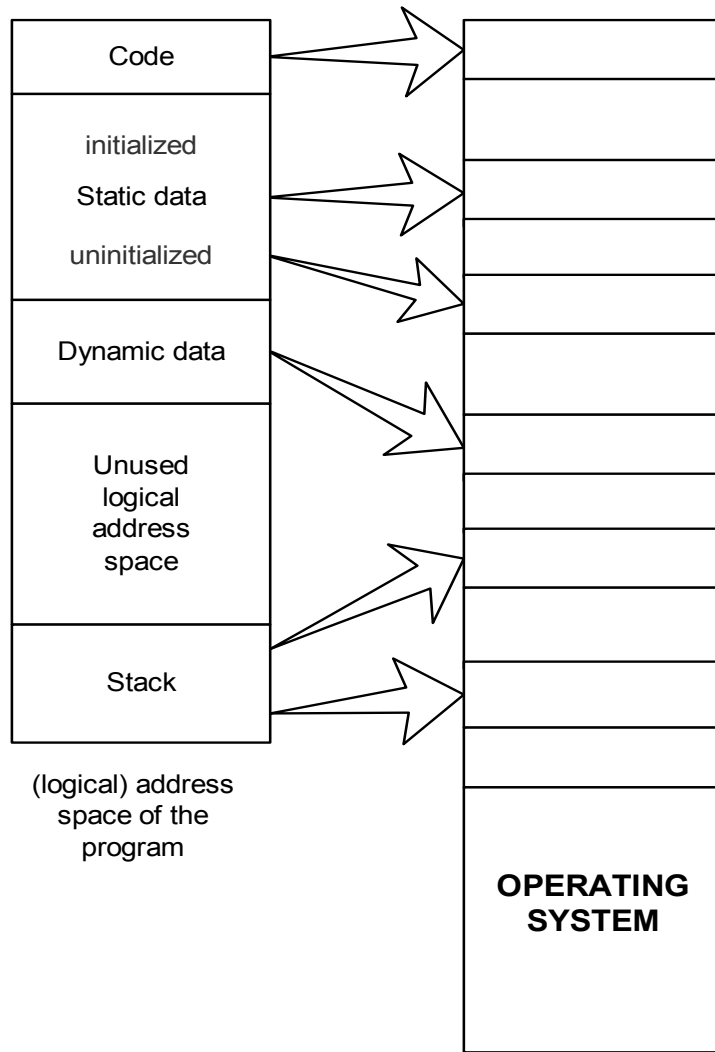 Code
initialized
Static data
uninitialized
Dynamic data
Unused
logical
address
space
Stack
(logical) address
space of the
program
OPERATING
SYSTEM